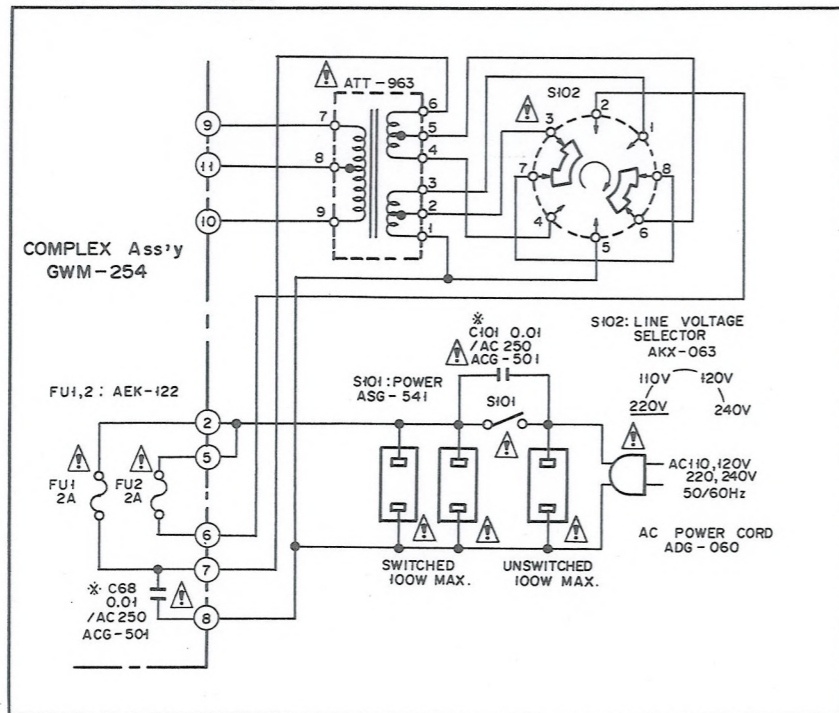 ATT-963
S102
6
5
4
3
2
1
7
8
9
3
2
1
7
8
4
5
6
9
11
10
COMPLEX Ass'y
GWM-254
S102: LINE VOLTAGE
SELECTOR
AKX-063
110V
120V
220V
240V
※
C101 0.01
/AC 250
ACG-501
S101: POWER
ASG-541
S101
FU1,2: AEK-122
2
5
FU1
2A
FU2
2A
6
7
8
AC110,120V
220,240V
50/60Hz
AC POWER CORD
ADG-060
SWITCHED
100W MAX.
UNSWITCHED
100W MAX.
※ C68
0.01
/AC250
ACG-501